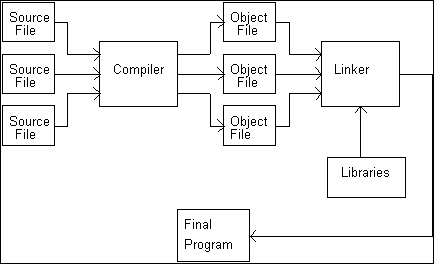 Source
File
Object
File
Source
File
Compiler
Object
File
Linker
Source
File
Object
File
Libraries
Final
Program